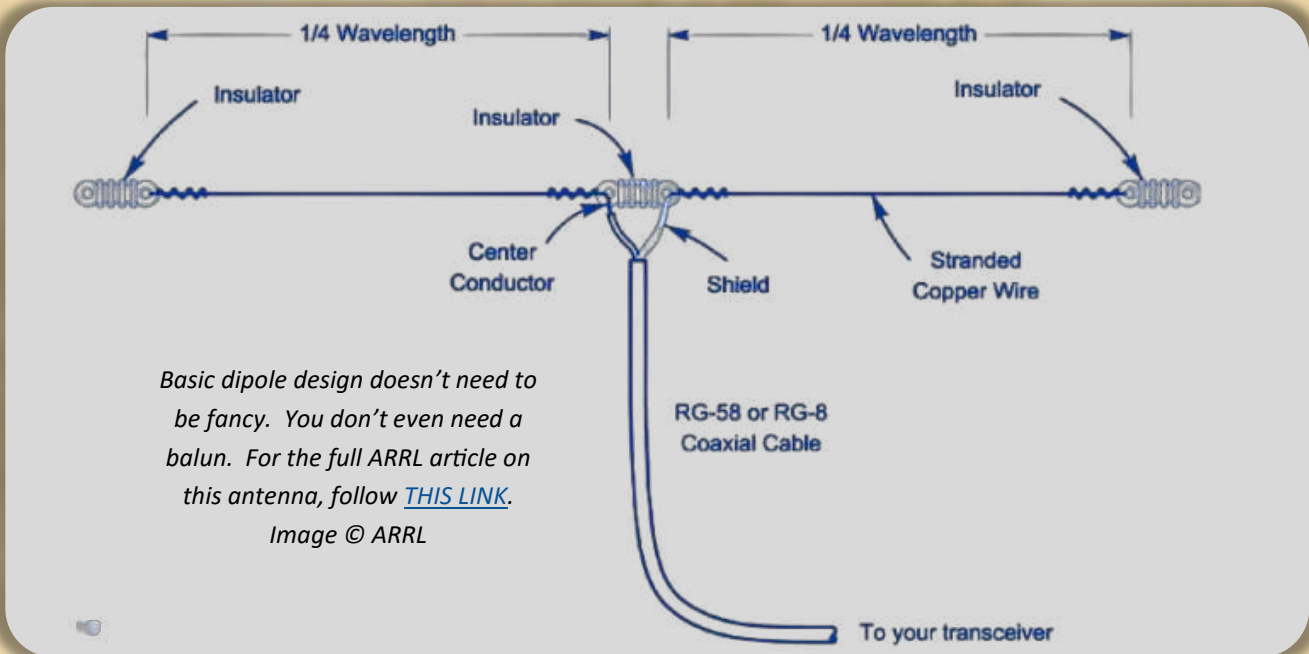 1/4 Wavelength
1/4 Wavelength
Insulator
Insulator
Insulator
Center
Conductor
Shield
Stranded
Copper Wire
Basic dipole design doesn’t need to
be fancy. You don’t even need a
balun. For the full ARRL article on
this antenna, follow THIS LINK.
Image © ARRL
RG-58 or RG-8
Coaxial Cable
To your transceiver